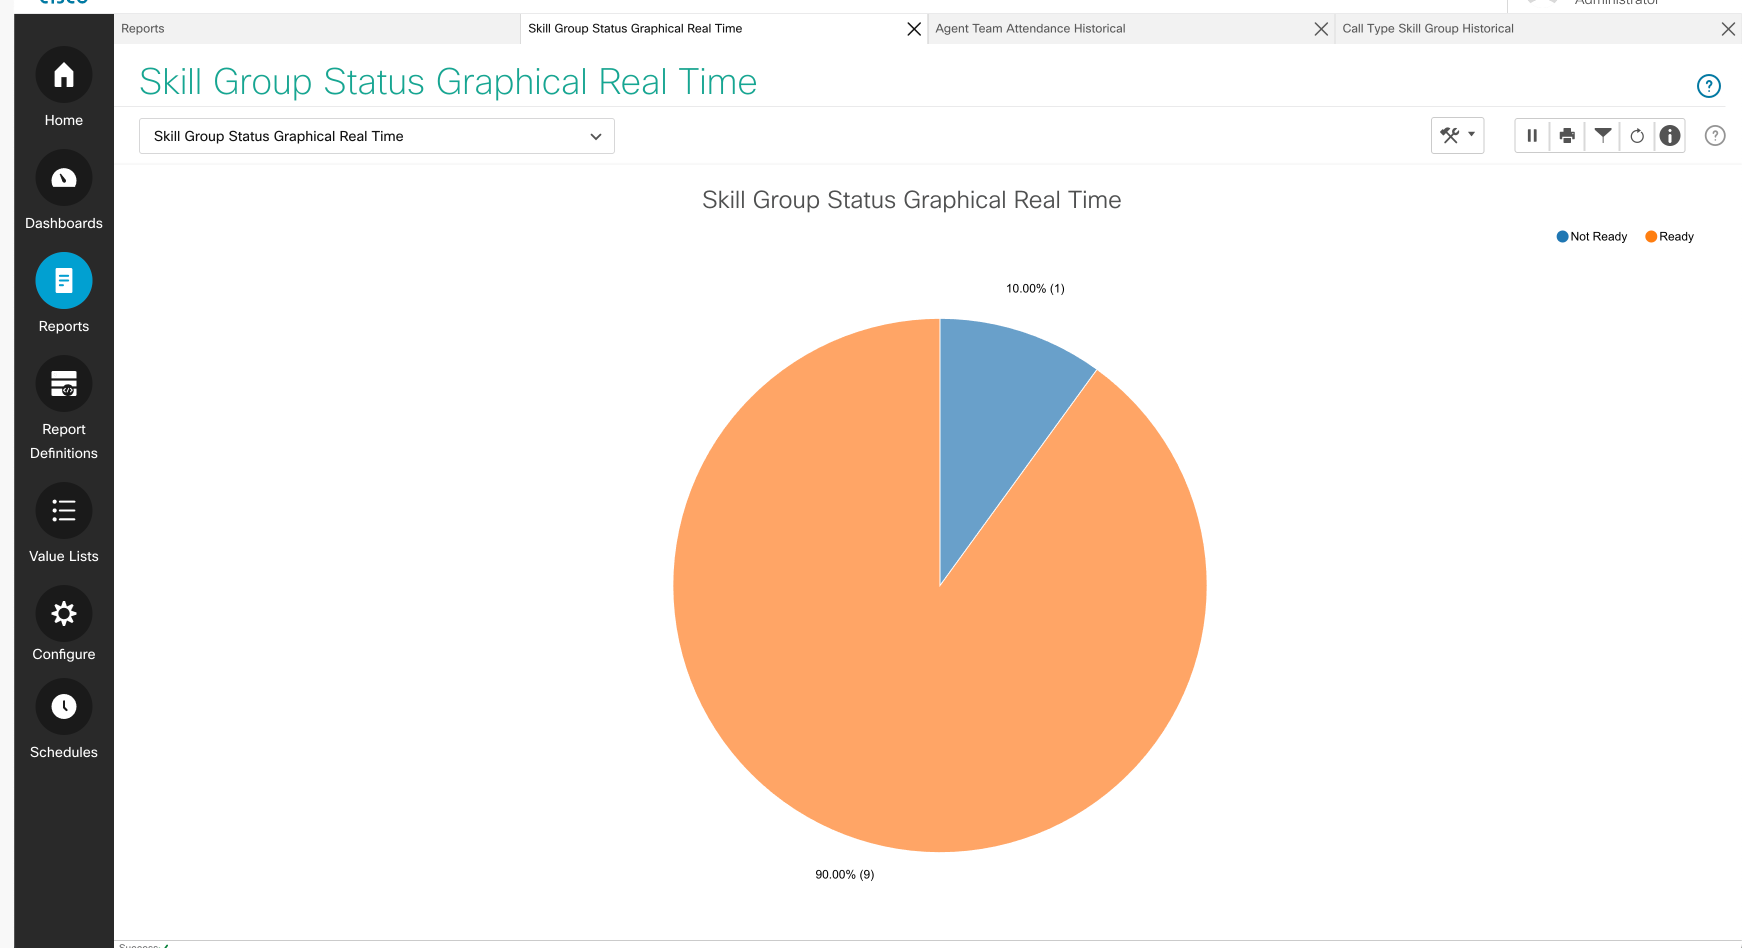 Reports
Skill Group Status Graphical Real Time
Agent Team Attendance Historical
Call Type Skill Group Historical
Skill Group Status Graphical Real Time
Skill Group Status Graphical Real Time
Home
Dashboards
Reports
Report
Definitions
Value Lists
Configure
Schedules
Skill Group Status Graphical Real Time
Not Ready
Ready
10.00% (1)
90.00% (9)